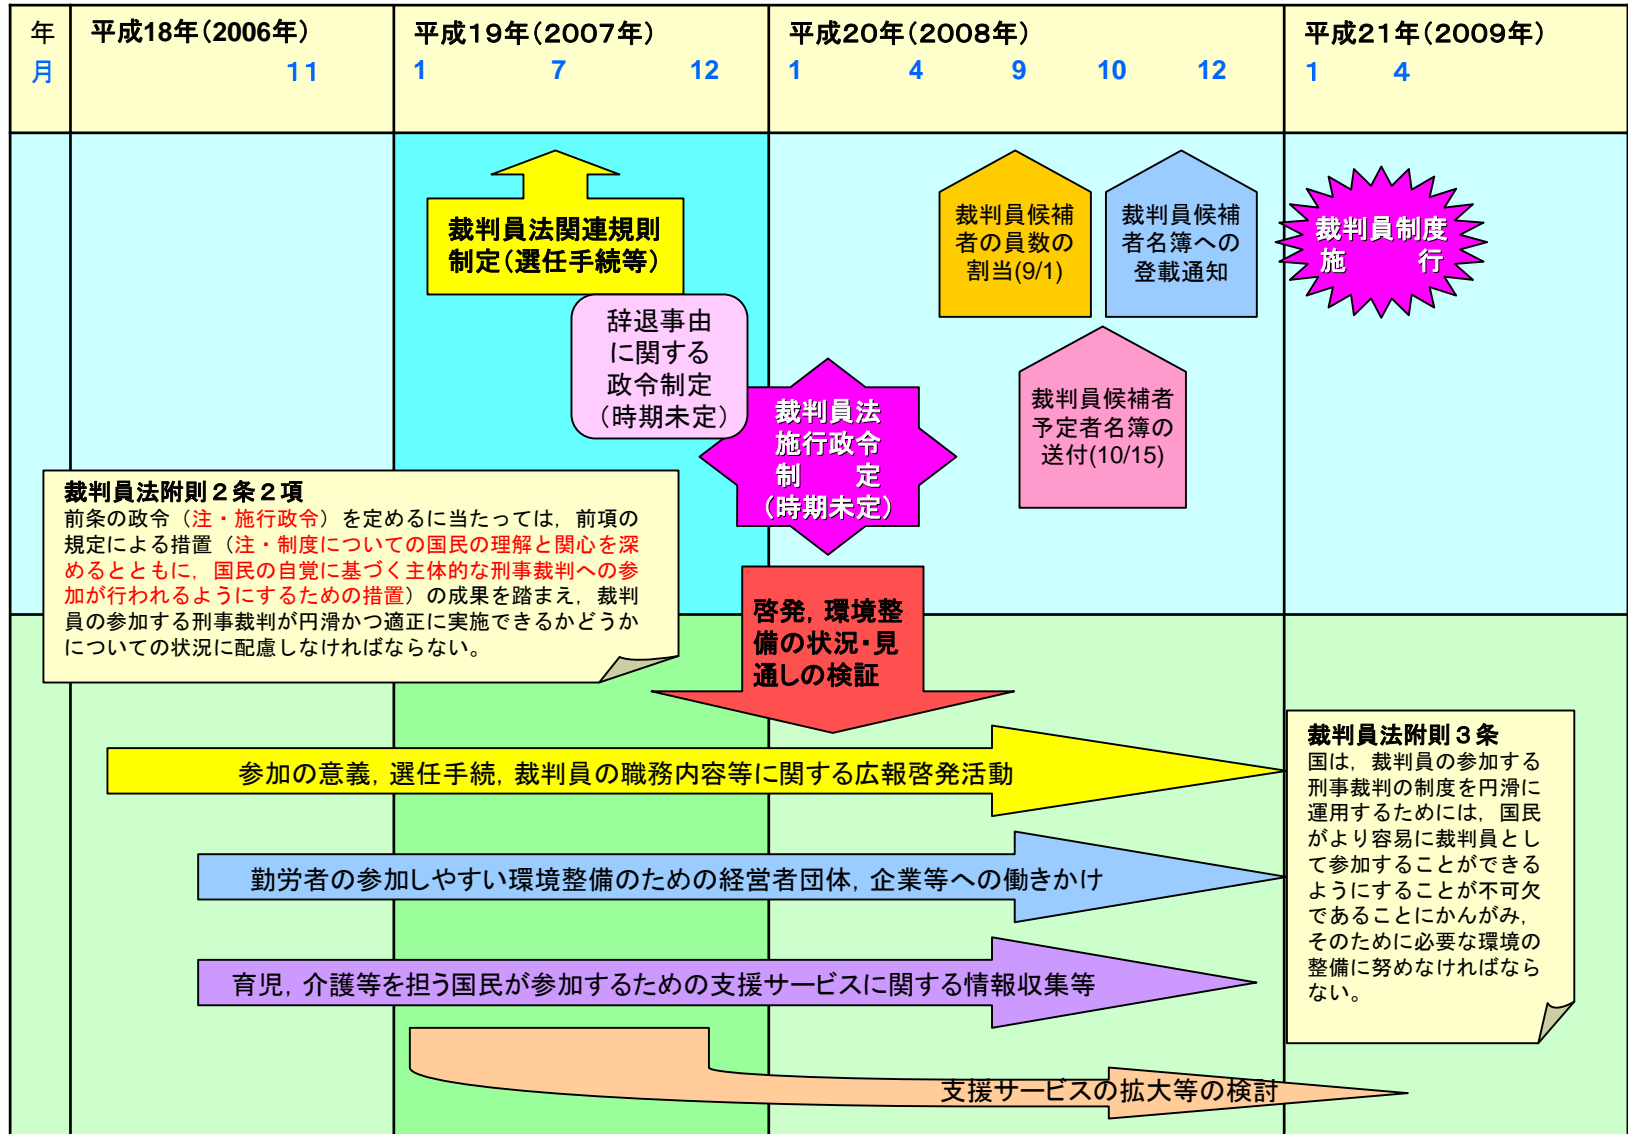 年
月
平成18年(2006年)
11
平成19年(2007年)
1 7 12
平成20年(2008年)
1 4 9 10 12
平成21年(2009年)
1 4
裁判員法関連規則
制定(選任手続等)
辞退事由
に関する
政令制定
(時期未定)
裁判員法
施行政令
制 定
(時期未定)
裁判員候補
者の員数の
割当(9/1)
裁判員候補
者名簿への
登載通知
裁判員候補者
予定者名簿の
送付(10/15)
裁判員制度
施 行
裁判員法附則2条2項
前条の政令(注・施行政令)を定めるに当たっては,前項の
規定による措置(注・制度についての国民の理解と関心を深
めるとともに,国民の自覚に基づく主体的な刑事裁判への参
加が行われるようにするための措置)の成果を踏まえ,裁判
員の参加する刑事裁判が円滑かつ適正に実施できるかどうか
についての状況に配慮しなければならない。
啓発,環境整
備の状況・見
通しの検証
参加の意義,選任手続,裁判員の職務内容等に関する広報啓発活動
勤労者の参加しやすい環境整備のための経営者団体,企業等への働きかけ
育児,介護等を担う国民が参加するための支援サービスに関する情報収集等
支援サービスの拡大等の検討
裁判員法附則3条
国は,裁判員の参加する
刑事裁判の制度を円滑に
運用するためには,国民
がより容易に裁判員とし
て参加することができる
ようにすることが不可欠
であることにかんがみ,
そのために必要な環境の
整備に努めなければなら
ない。